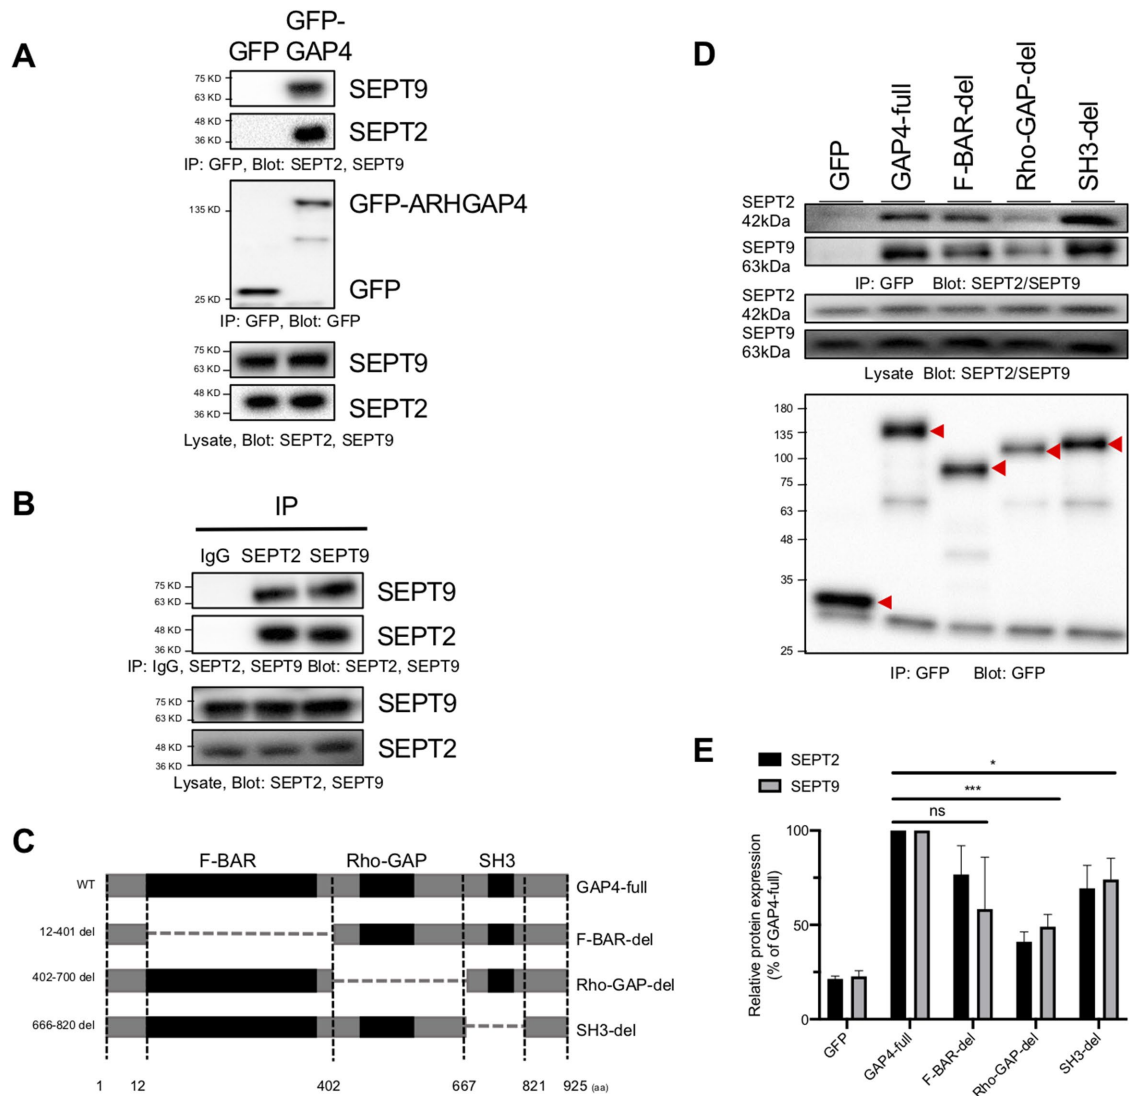 A
GFP
GFP-
GAP4
75 KD
63 KD
SEPT9
48 KD
36 KD
SEPT2
IP: GFP, Blot: SEPT2, SEPT9
135 KD
GFP-ARHGAP4
25 KD
GFP
IP: GFP, Blot: GFP
75 KD
63 KD
SEPT9
48 KD
36 KD
SEPT2
Lysate, Blot: SEPT2, SEPT9
B
IP
IgG SEPT2 SEPT9
75 KD
63 KD
SEPT9
48 KD
36 KD
SEPT2
IP: IgG, SEPT2, SEPT9 Blot: SEPT2, SEPT9
75 KD
63 KD
SEPT9
48 KD
36 KD
SEPT2
Lysate, Blot: SEPT2, SEPT9
C
F-BAR Rho-GAP SH3
WT GAP4-full
12-401 del F-BAR-del
402-700 del Rho-GAP-del
666-820 del SH3-del
1 12 402 667 821 925 (aa)
D
GFP
GAP4-full
F-BAR-del
Rho-GAP-del
SH3-del
SEPT2
42kDa
SEPT9
63kDa
IP: GFP Blot: SEPT2/SEPT9
SEPT2
42kDa
SEPT9
63kDa
Lysate Blot: SEPT2/SEPT9
180
135
100
75
63
48
35
25
IP: GFP Blot: GFP
E
SEPT2
SEPT9
*
***
ns
Relative protein expression
(% of GAP4-full)
100
50
0
GFP
GAP4-full
F-BAR-del
Rho-GAP-del
SH3-del